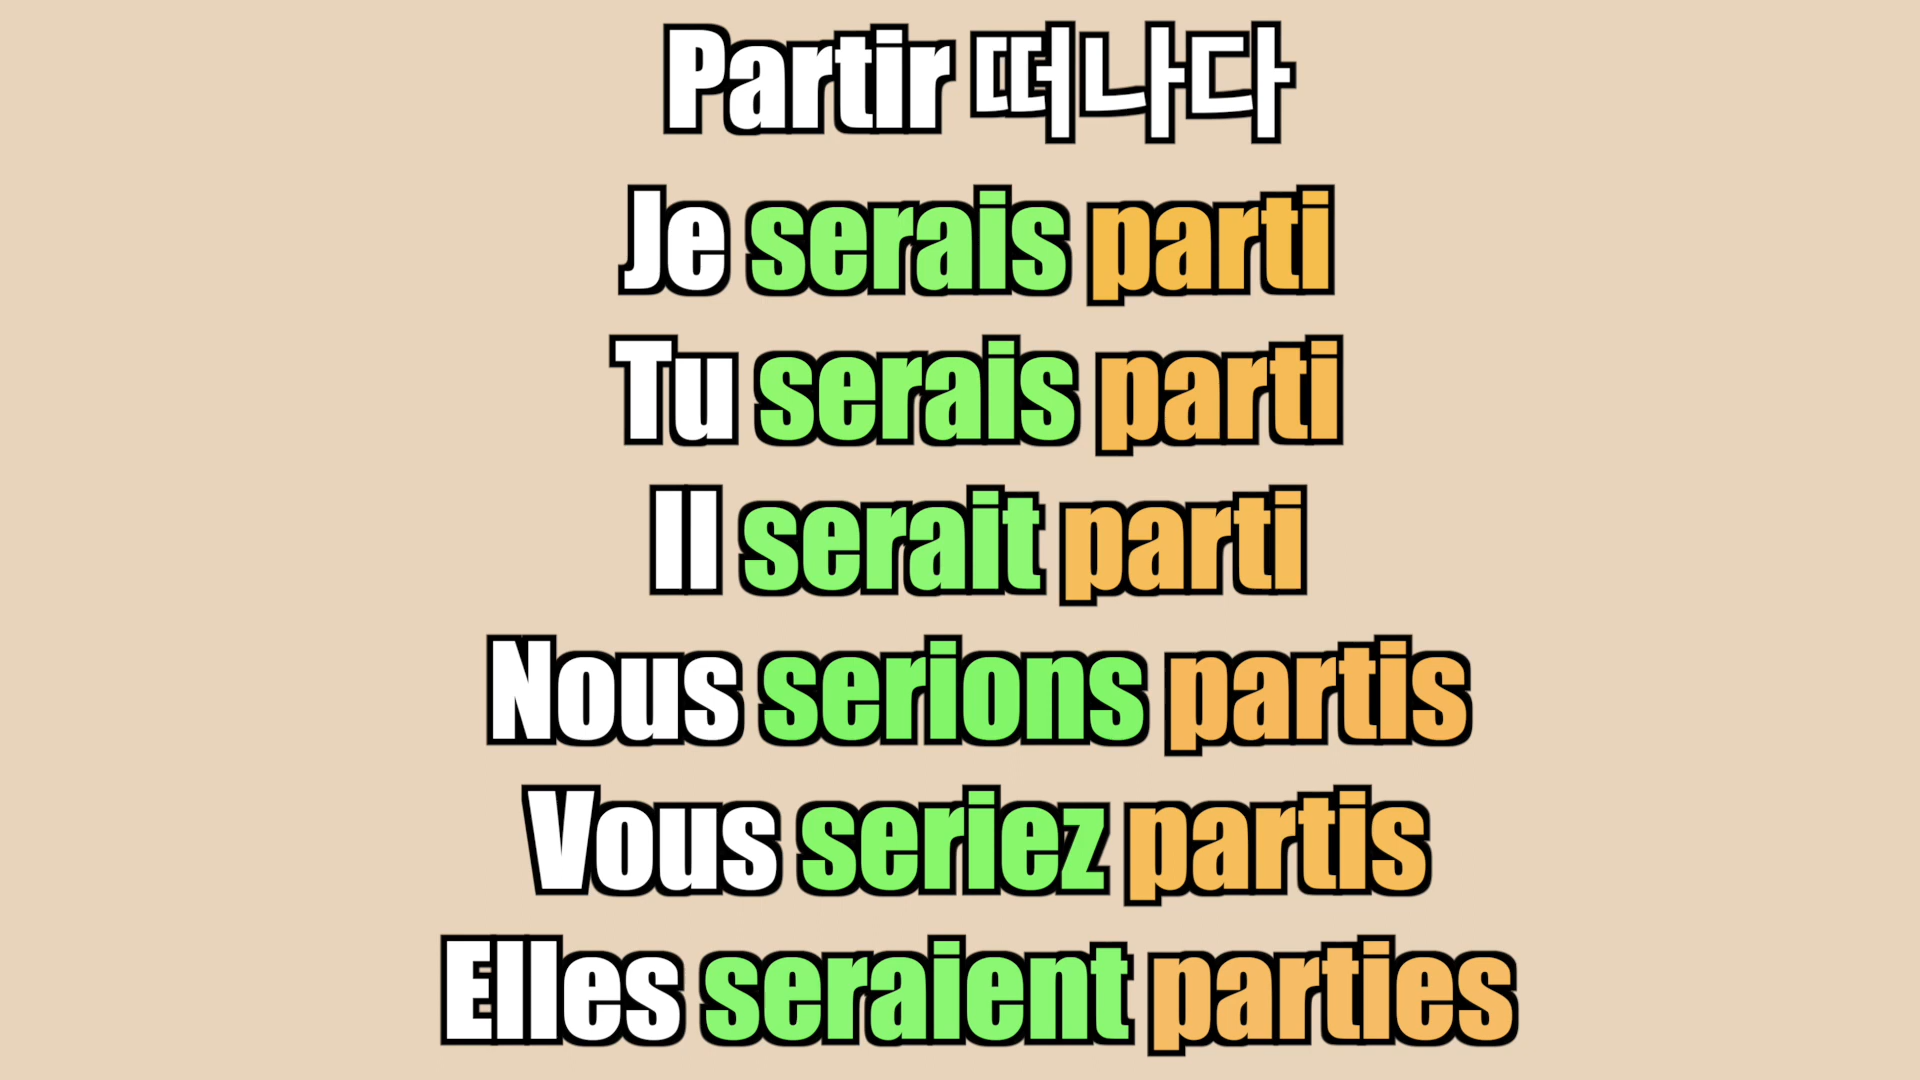 Partir 떠나다
Je serais parti
Tu serais parti
Il serait parti
Nous serions partis
Vous seriez partis
Elles seraient parties